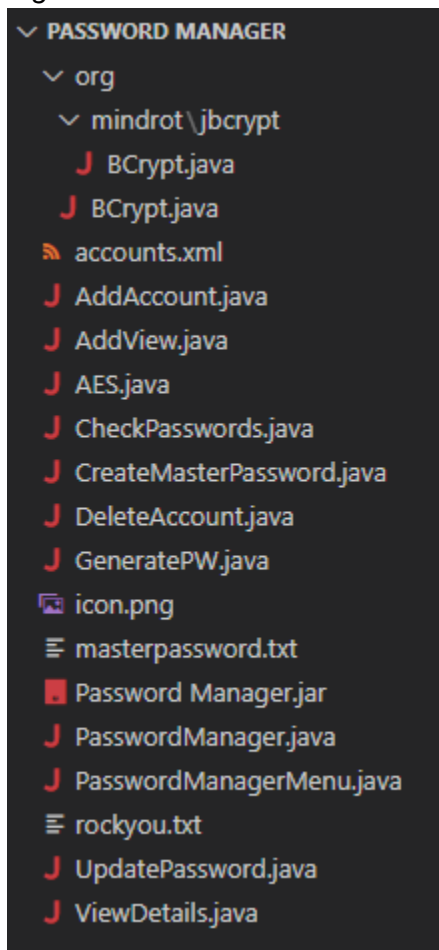 PASSWORD MANAGER
org
mindrot\jbcrypt
J BCrypt.java
J BCrypt.java
accounts.xml
J AddAccount.java
J AddView.java
J AES.java
J CheckPasswords.java
J CreateMasterPassword.java
J DeleteAccount.java
J GeneratePW.java
icon.png
masterpassword.txt
Password Manager.jar
J PasswordManager.java
J PasswordManagerMenu.java
rockyou.txt
J UpdatePassword.java
J ViewDetails.java